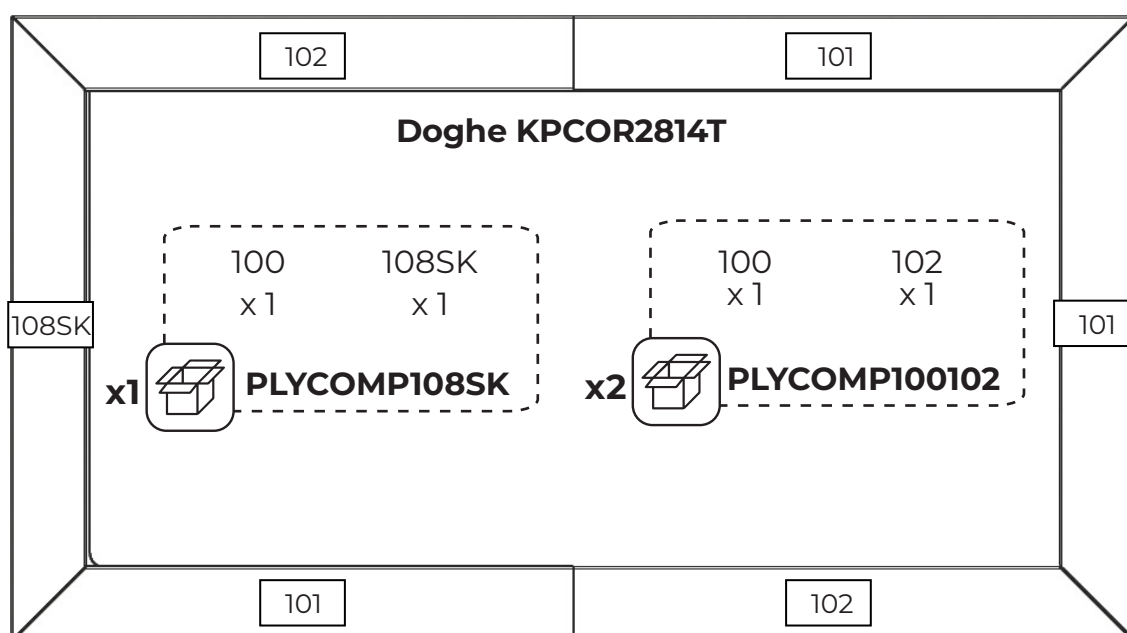 102
101
Doghe KPCOR2814T
100 108SK
x 1 x 1
x1 PLYCOMP108SK
100 102
x 1 x 1
x2 PLYCOMP100102
108SK
101
101
102